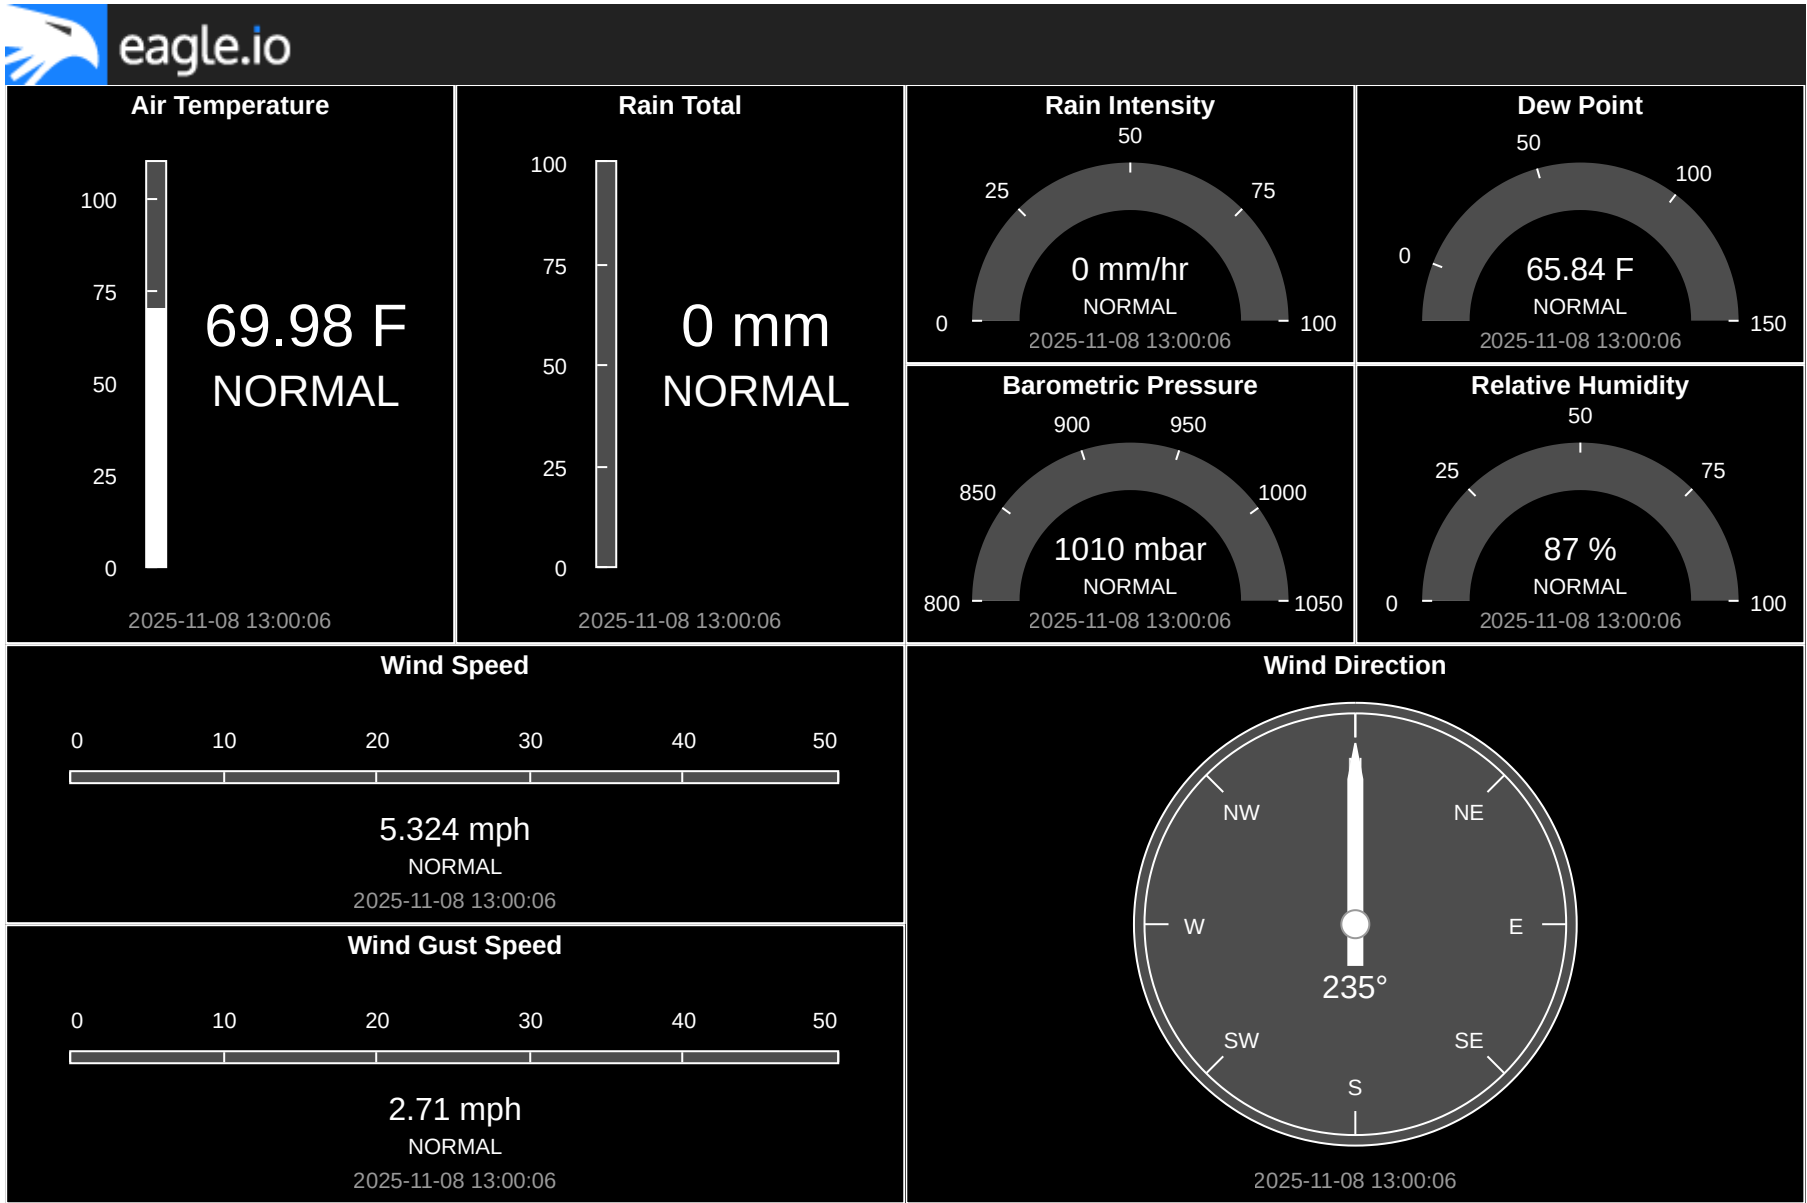 eagle.io
Air Temperature
100
75
50
25
0
69.98 F
NORMAL
2025-11-08 13:00:06
Rain Total
100
75
50
25
0
0 mm
NORMAL
2025-11-08 13:00:06
Rain Intensity
0
25
50
75
100
0 mm/hr
NORMAL
2025-11-08 13:00:06
Dew Point
0
50
100
150
65.84 F
NORMAL
2025-11-08 13:00:06
Barometric Pressure
800
850
900
950
1000
1050
1010 mbar
NORMAL
2025-11-08 13:00:06
Relative Humidity
0
25
50
75
100
87 %
NORMAL
2025-11-08 13:00:06
Wind Speed
0 10 20 30 40 50
5.324 mph
NORMAL
2025-11-08 13:00:06
Wind Gust Speed
0 10 20 30 40 50
2.71 mph
NORMAL
2025-11-08 13:00:06
Wind Direction
NW NE
W E
235°
SW SE
S
2025-11-08 13:00:06